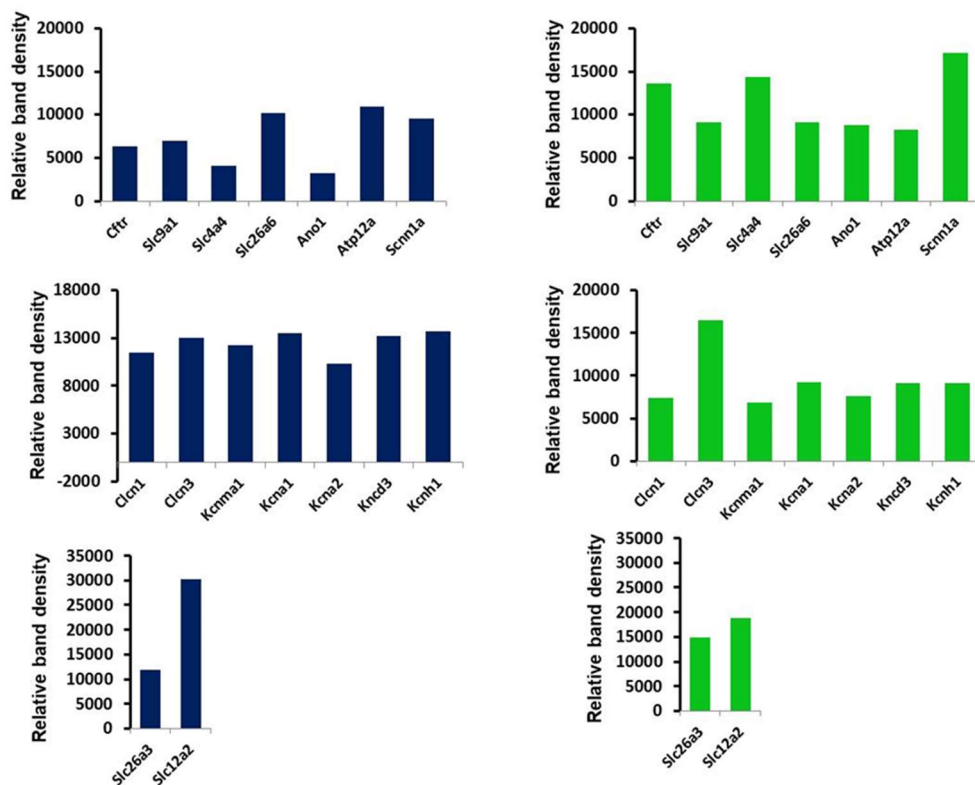 Relative band density
20000
15000
10000
5000
0
Cftr
Slc9a1
Slc4a4
Slc26a6
Ano1
Atp12a
Scnn1a
Relative band density
20000
15000
10000
5000
0
Cftr
Slc9a1
Slc4a4
Slc26a6
Ano1
Atp12a
Scnn1a
Relative band density
18000
13000
8000
3000
-2000
Clcn1
Clcn3
Kcnma1
Kcna1
Kcna2
Kncd3
Kcnh1
Relative band density
20000
15000
10000
5000
0
Clcn1
Clcn3
Kcnma1
Kcna1
Kcna2
Kncd3
Kcnh1
Relative band density
35000
30000
25000
20000
15000
10000
5000
0
Slc26a3
Slc12a2
Relative band density
35000
30000
25000
20000
15000
10000
5000
0
Slc26a3
Slc12a2